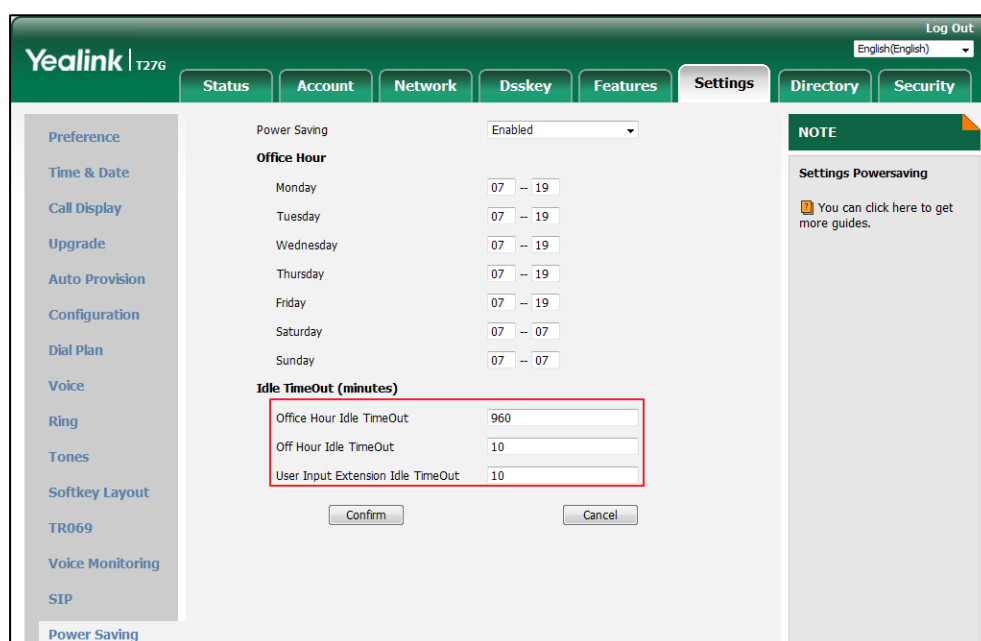 Log Out
English(English)
Yealink | T27G
Status Account Network Dsskey Features Settings Directory Security
Preference
Time & Date
Call Display
Upgrade
Auto Provision
Configuration
Dial Plan
Voice
Ring
Tones
Softkey Layout
TR069
Voice Monitoring
SIP
Power Saving
Power Saving Enabled
Office Hour
Monday 07 -- 19
Tuesday 07 -- 19
Wednesday 07 -- 19
Thursday 07 -- 19
Friday 07 -- 19
Saturday 07 -- 07
Sunday 07 -- 07
Idle TimeOut (minutes)
Office Hour Idle TimeOut 960
Off Hour Idle TimeOut 10
User Input Extension Idle TimeOut 10
Confirm Cancel
NOTE
Settings Powersaving
? You can click here to get
more guides.